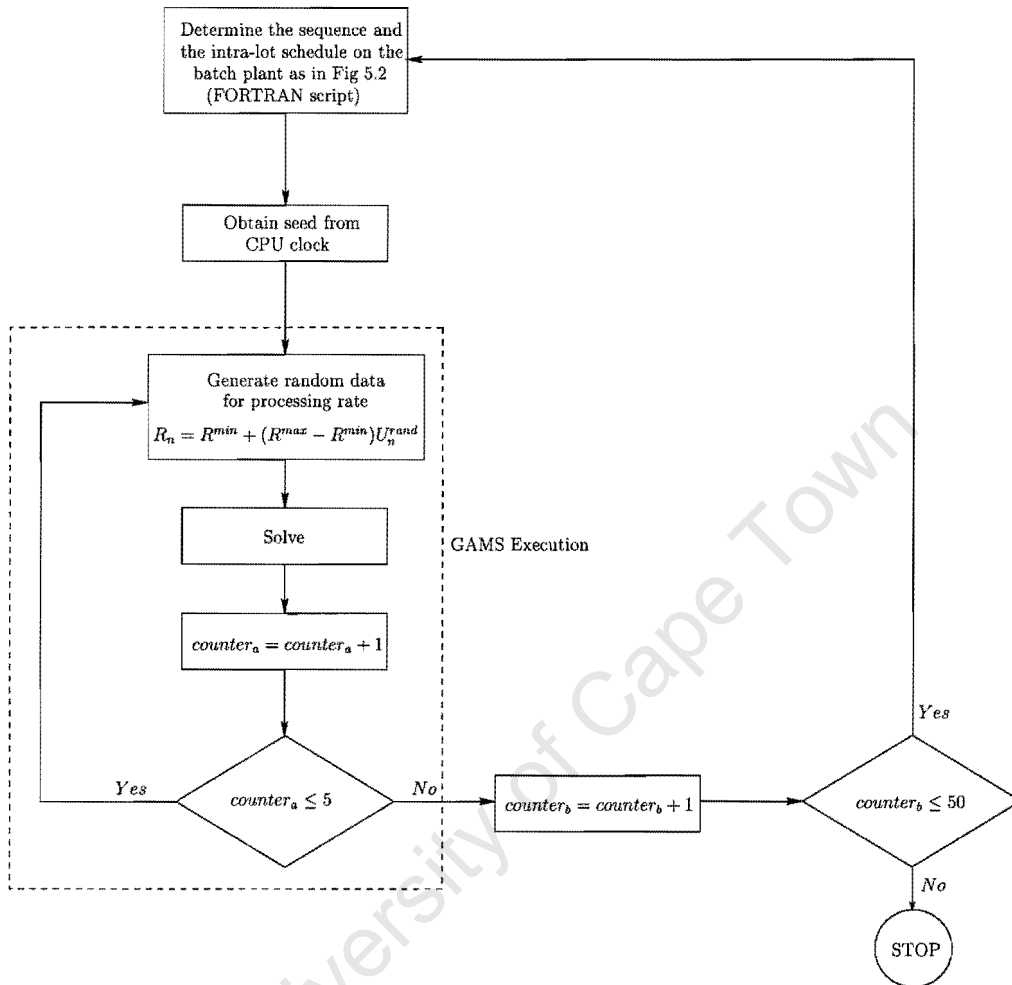 Determine the sequence and
the intra-lot schedule on the
batch plant as in Fig 5.2
(FORTRAN script)
Obtain seed from
CPU clock
Generate random data
for processing rate
R_n = R^{min} + (R^{max} − R^{min})U_n^{rand}
Solve
GAMS Execution
counter_a = counter_a + 1
Yes
counter_a ≤ 5
No
counter_b = counter_b + 1
Yes
counter_b ≤ 50
No
STOP
versity of Cape Town